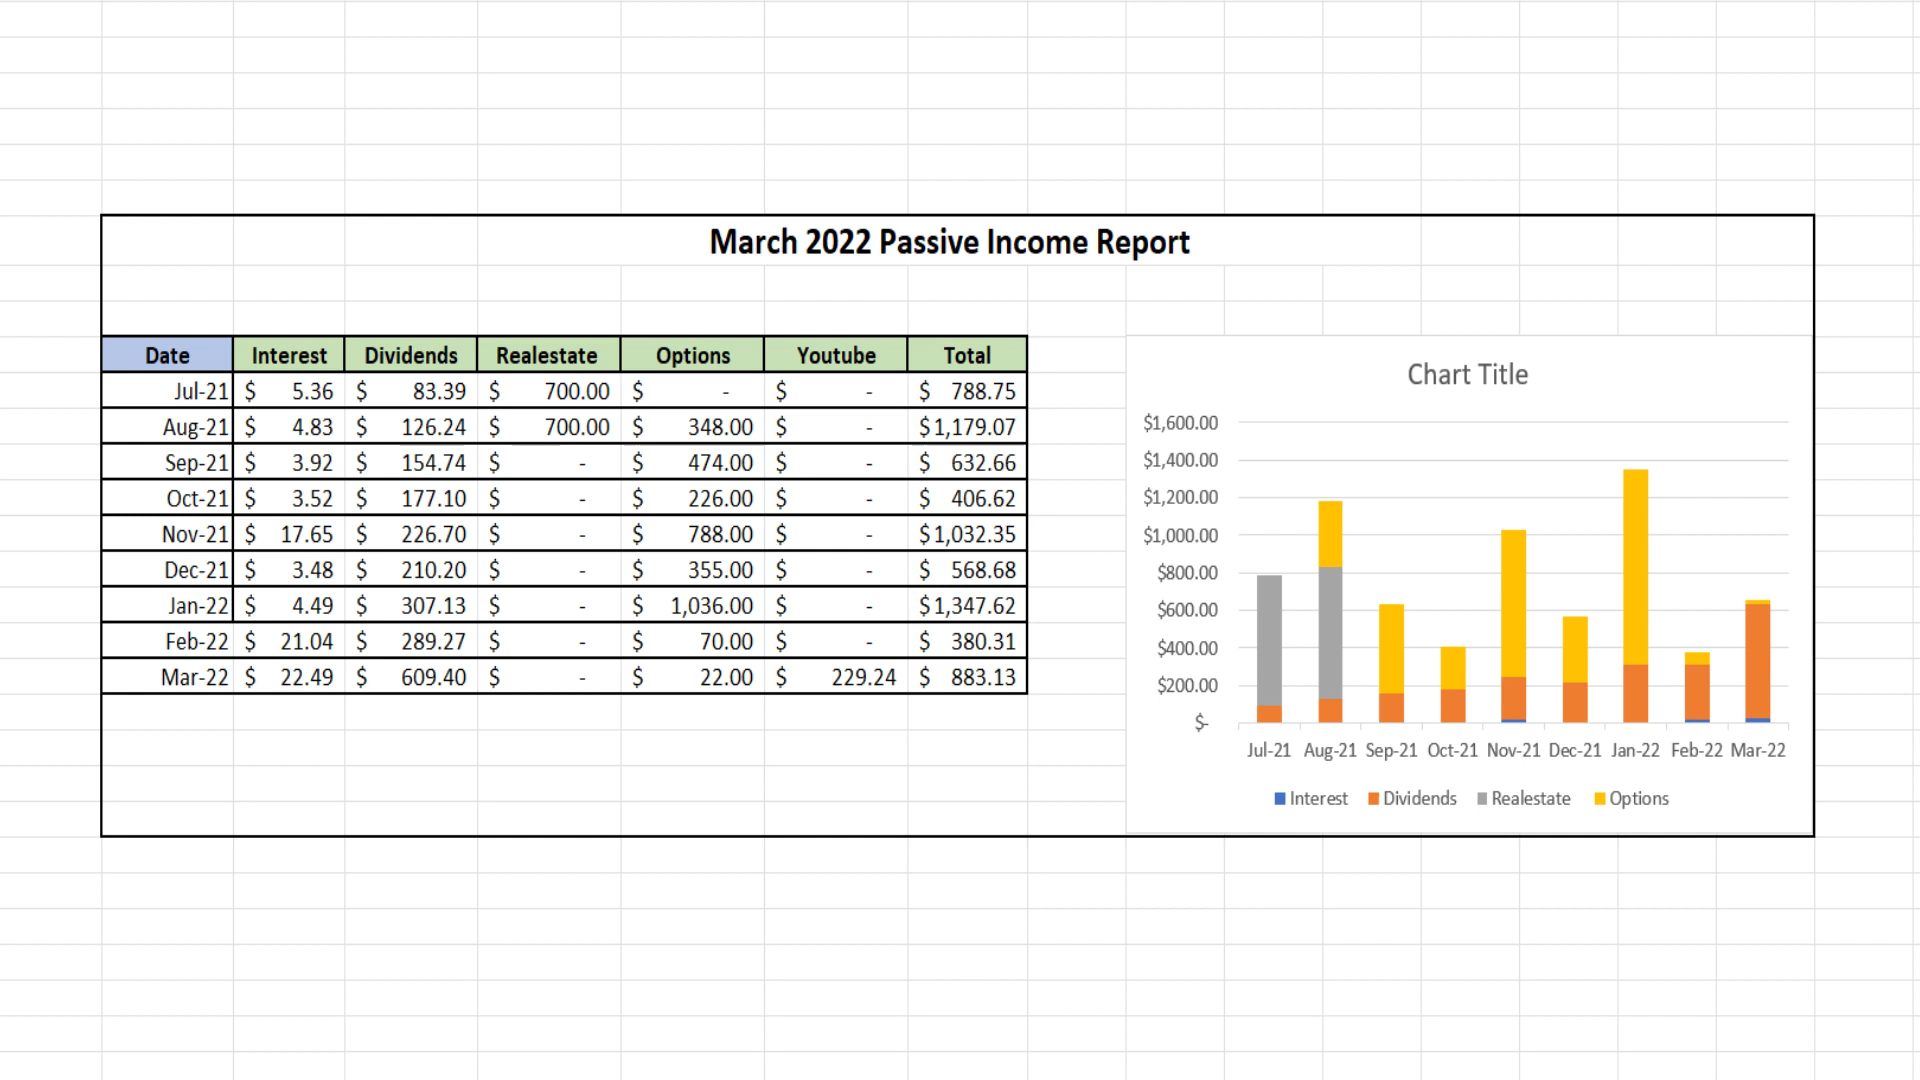 March 2022 Passive Income Report
Date Interest Dividends Realestate Options Youtube Total
Jul-21 $ 5.36 $ 83.39 $ 700.00 $ - $ - $ 788.75
Aug-21 $ 4.83 $ 126.24 $ 700.00 $ 348.00 $ - $1,179.07
Sep-21 $ 3.92 $ 154.74 $ - $ 474.00 $ - $ 632.66
Oct-21 $ 3.52 $ 177.10 $ - $ 226.00 $ - $ 406.62
Nov-21 $ 17.65 $ 226.70 $ - $ 788.00 $ - $1,032.35
Dec-21 $ 3.48 $ 210.20 $ - $ 355.00 $ - $ 568.68
Jan-22 $ 4.49 $ 307.13 $ - $ 1,036.00 $ - $1,347.62
Feb-22 $ 21.04 $ 289.27 $ - $ 70.00 $ - $ 380.31
Mar-22 $ 22.49 $ 609.40 $ - $ 22.00 $ 229.24 $ 883.13
Chart Title
$1,600.00
$1,400.00
$1,200.00
$1,000.00
$800.00
$600.00
$400.00
$200.00
$-
Jul-21 Aug-21 Sep-21 Oct-21 Nov-21 Dec-21 Jan-22 Feb-22 Mar-22
Interest Dividends Realestate Options